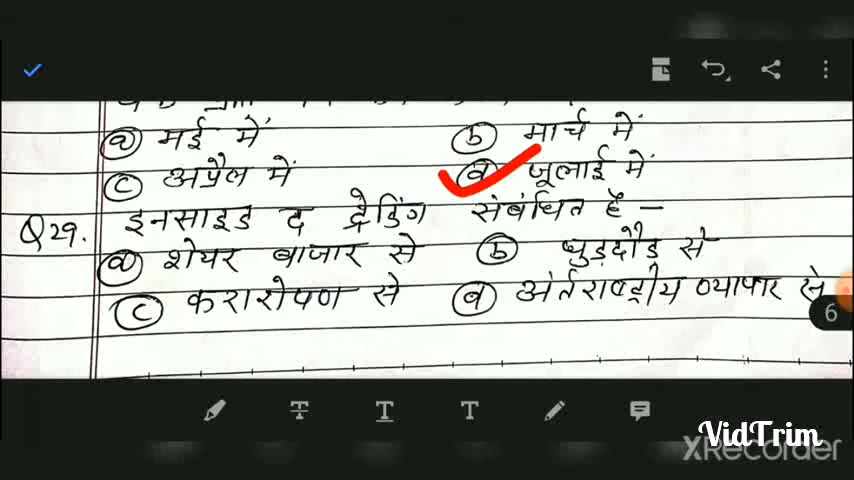 ⓐ मई में ⓑ मार्च में
ⓒ अप्रैल में ⓓ जूलाई में
Q29. इनसाइड द ट्रेडिंग संबंधित है -
ⓐ शेयर बाजार से ⓑ घुड़दौड़ से
ⓒ करारोपण से ⓓ अंर्तराष्ट्रीय व्यापार से
6
VidTrim
XRecorder